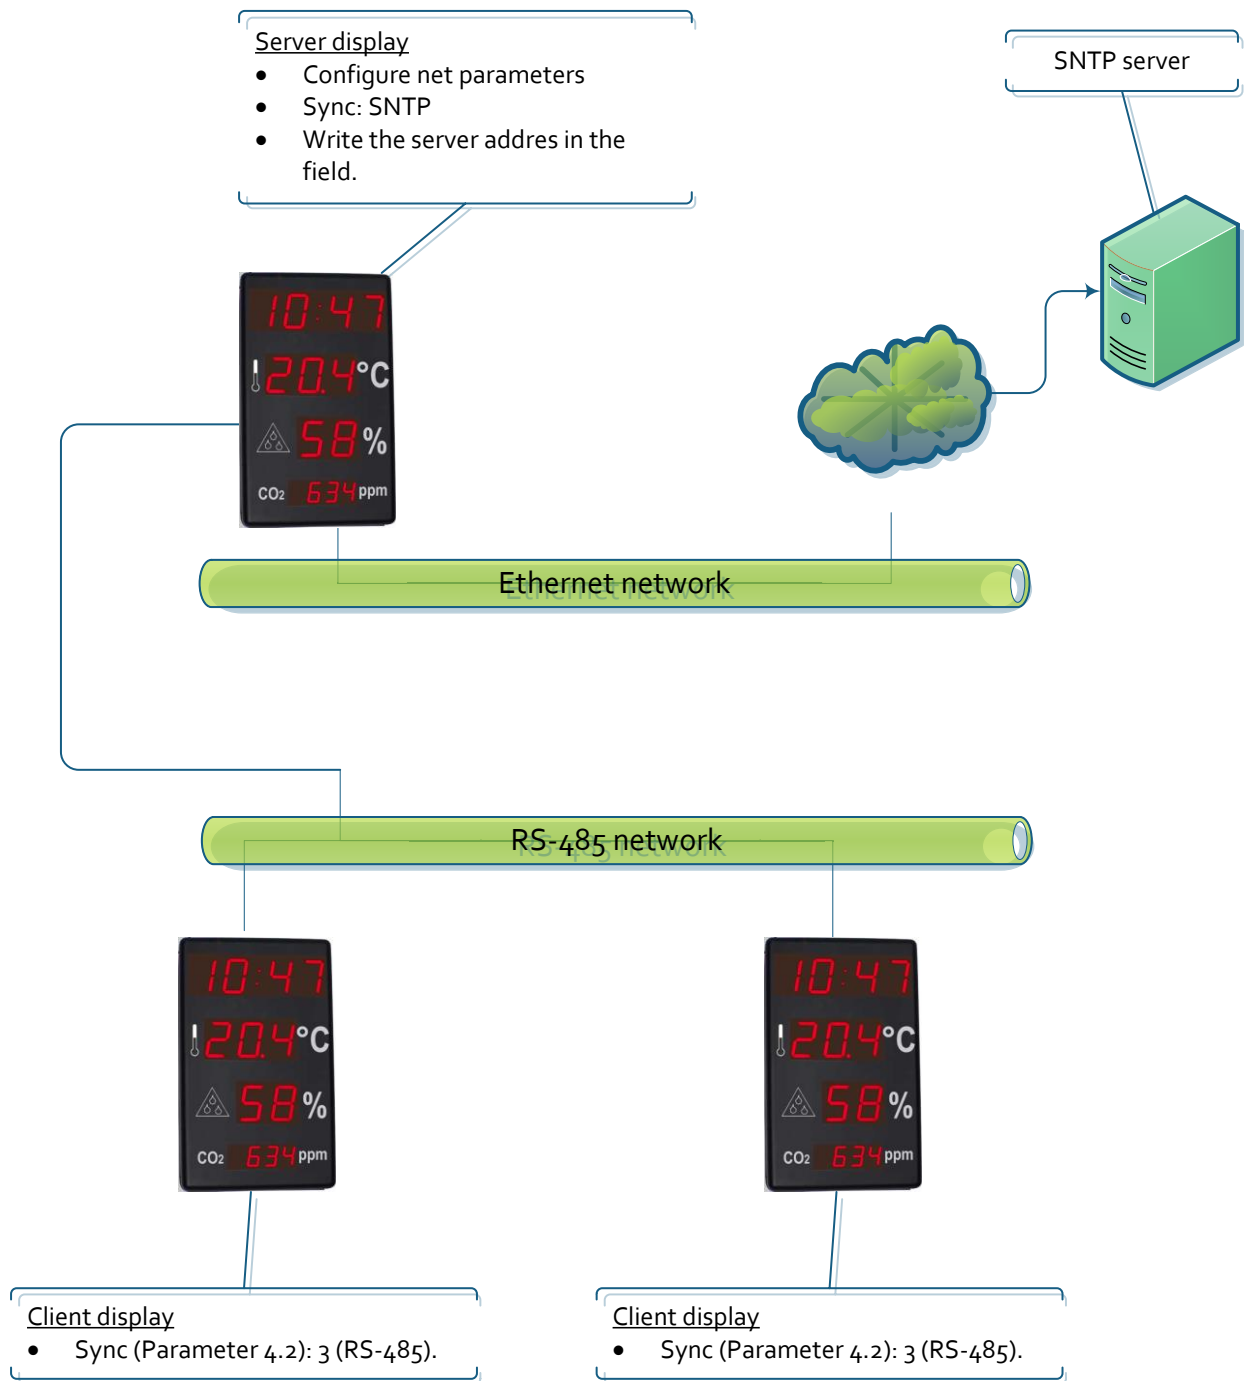 Server display
• Configure net parameters
• Sync: SNTP
• Write the server addres in the
field.
SNTP server
10:47
20.4°C
58%
CO2 634 ppm
Ethernet network
RS-485 network
10:47
20.4°C
58%
CO2 634 ppm
10:47
20.4°C
58%
CO2 634 ppm
Client display
• Sync (Parameter 4.2): 3 (RS-485).
Client display
• Sync (Parameter 4.2): 3 (RS-485).